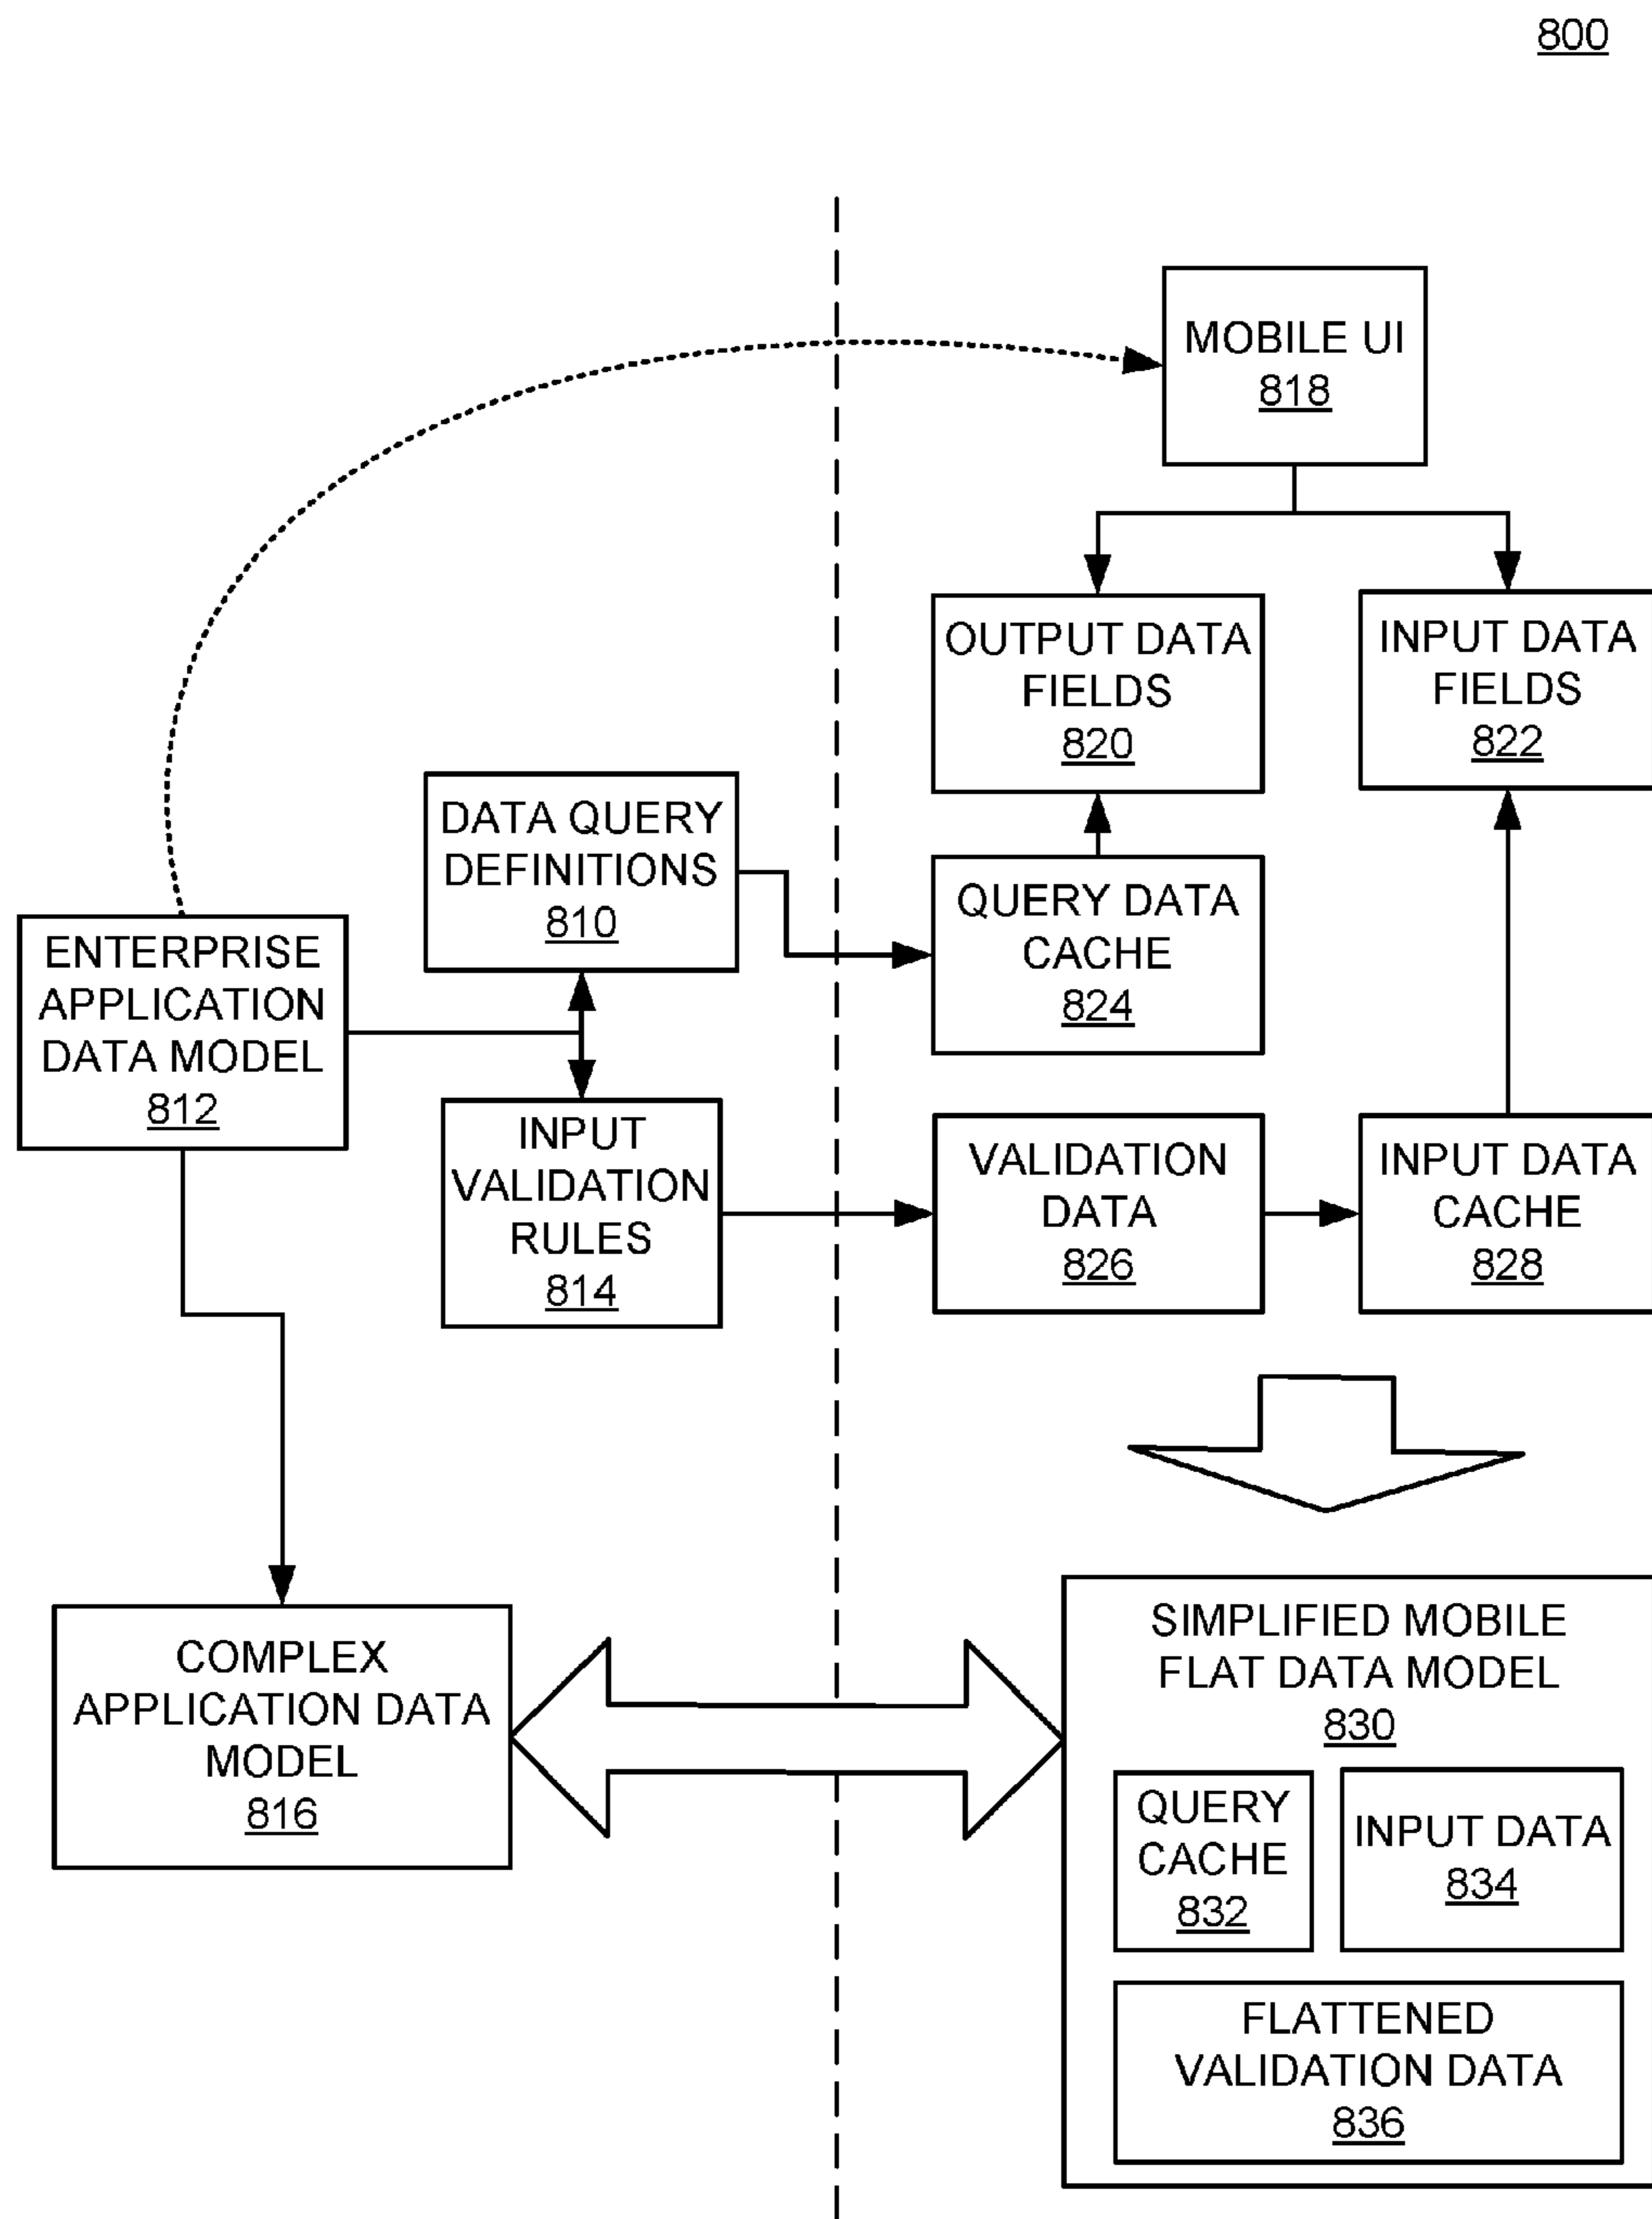 800
MOBILE UI
818
OUTPUT DATA
FIELDS
820
INPUT DATA
FIELDS
822
DATA QUERY
DEFINITIONS
810
QUERY DATA
CACHE
824
ENTERPRISE
APPLICATION
DATA MODEL
812
INPUT
VALIDATION
RULES
814
VALIDATION
DATA
826
INPUT DATA
CACHE
828
COMPLEX
APPLICATION DATA
MODEL
816
SIMPLIFIED MOBILE
FLAT DATA MODEL
830
QUERY
CACHE
832
INPUT DATA
834
FLATTENED
VALIDATION DATA
836